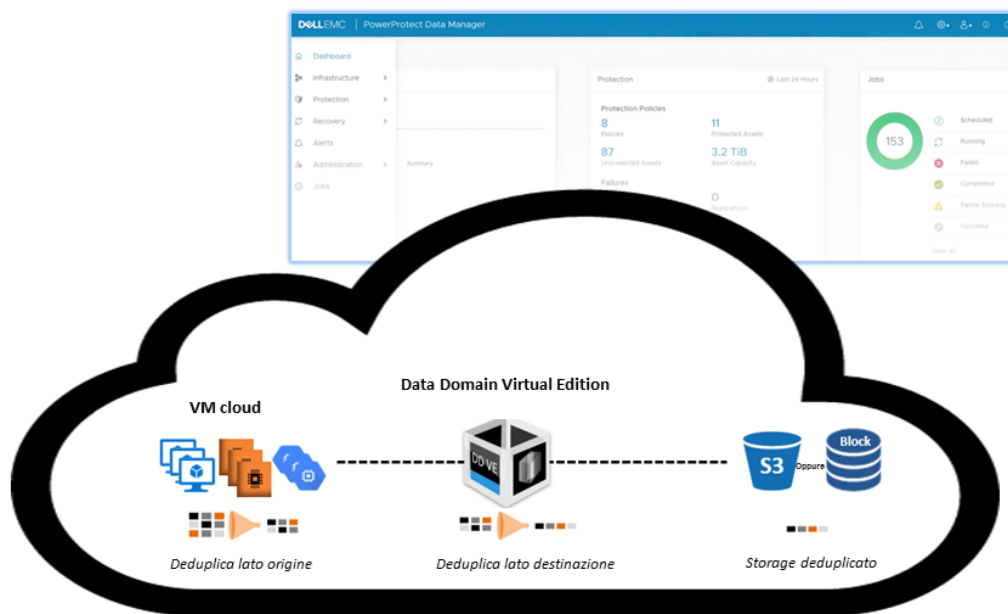 DELLEMC | PowerProtect Data Manager
Dashboard
Infrastructure
Protection
Recovery
Alerts
Administration
Jobs
Summary
Protection
Last 24 Hours
Protection Policies
8
11
Policies
Protected Assets
87
3.2 TiB
Unprotected Assets
Asset Capacity
Failures
0
Replications
Jobs
153
Scheduled
Running
Failed
Completed
Partial Success
Canceled
View All
Data Domain Virtual Edition
VM cloud
DD VE
S3
Oppure
Block
Deduplica lato origine
Deduplica lato destinazione
Storage deduplicato